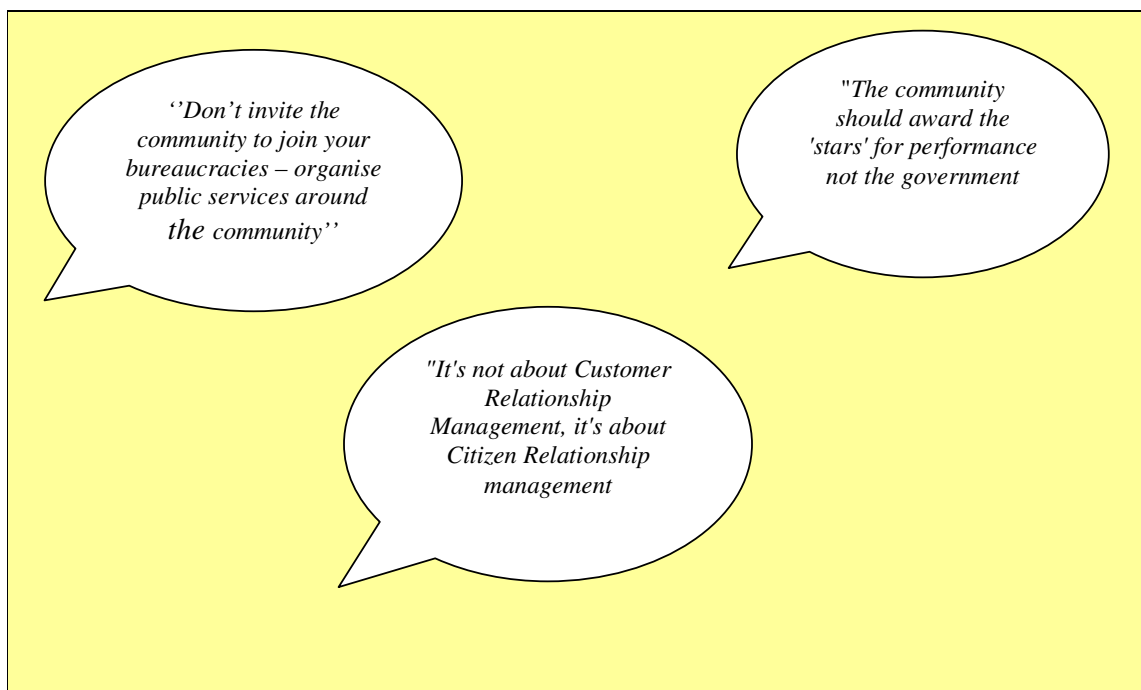 ‘’Don’t invite the
community to join your
bureaucracies – organise
public services around
the community’’
"The community
should award the
'stars' for performance
not the government
"It's not about Customer
Relationship
Management, it's about
Citizen Relationship
management